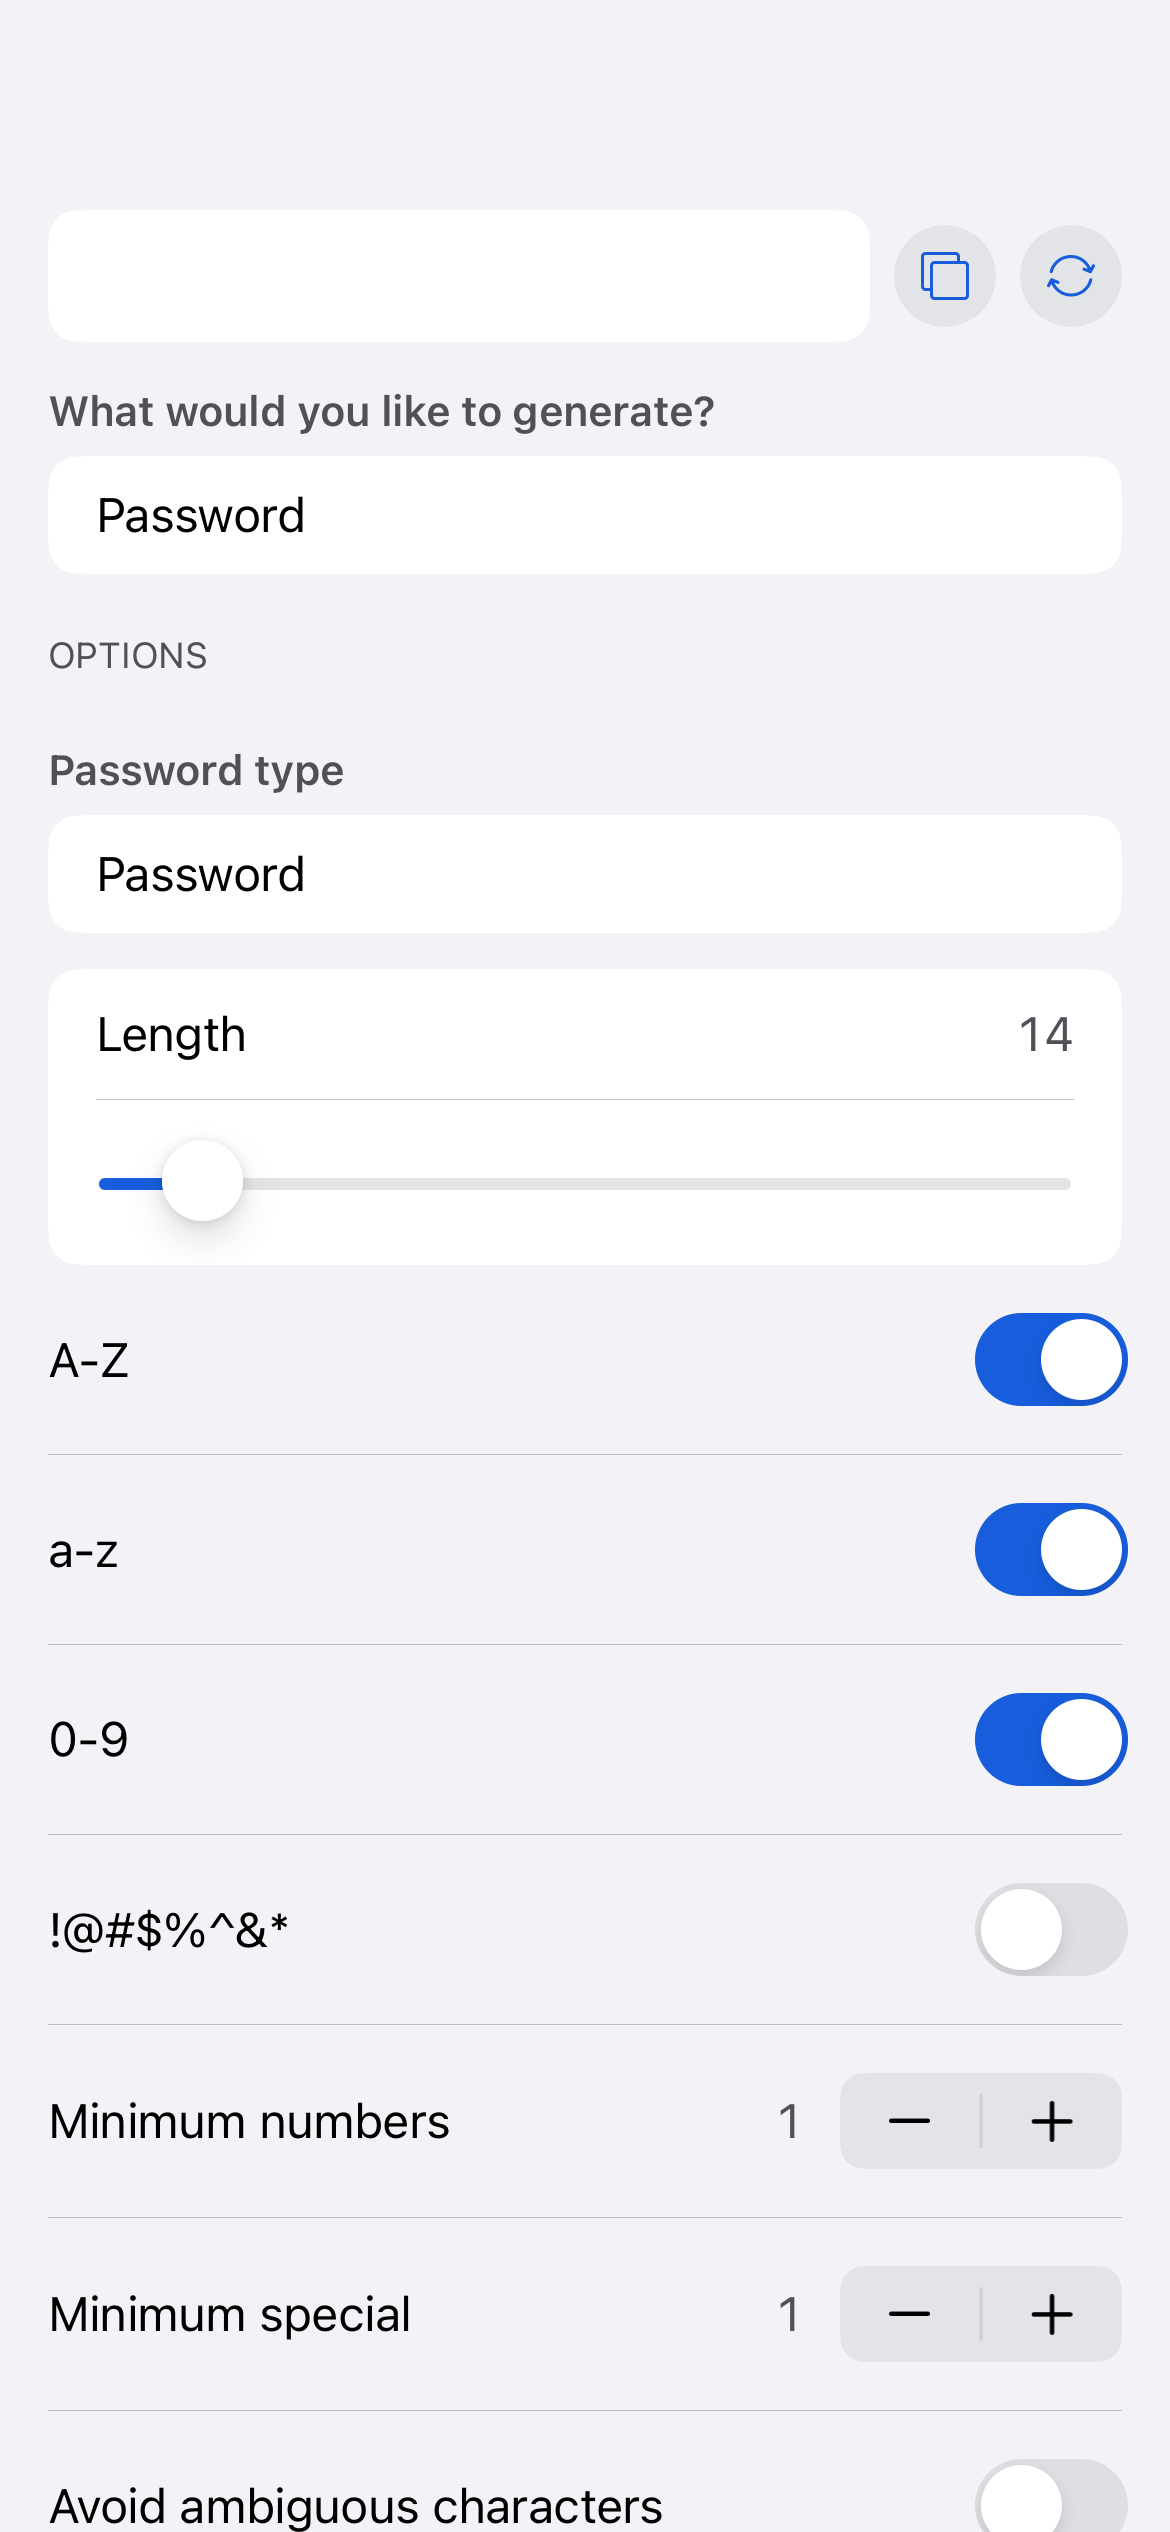 What would you like to generate?
Password
OPTIONS
Password type
Password
Length 14
A-Z
a-z
0-9
!@#$%^&*
Minimum numbers 1
Minimum special 1
Avoid ambiguous characters